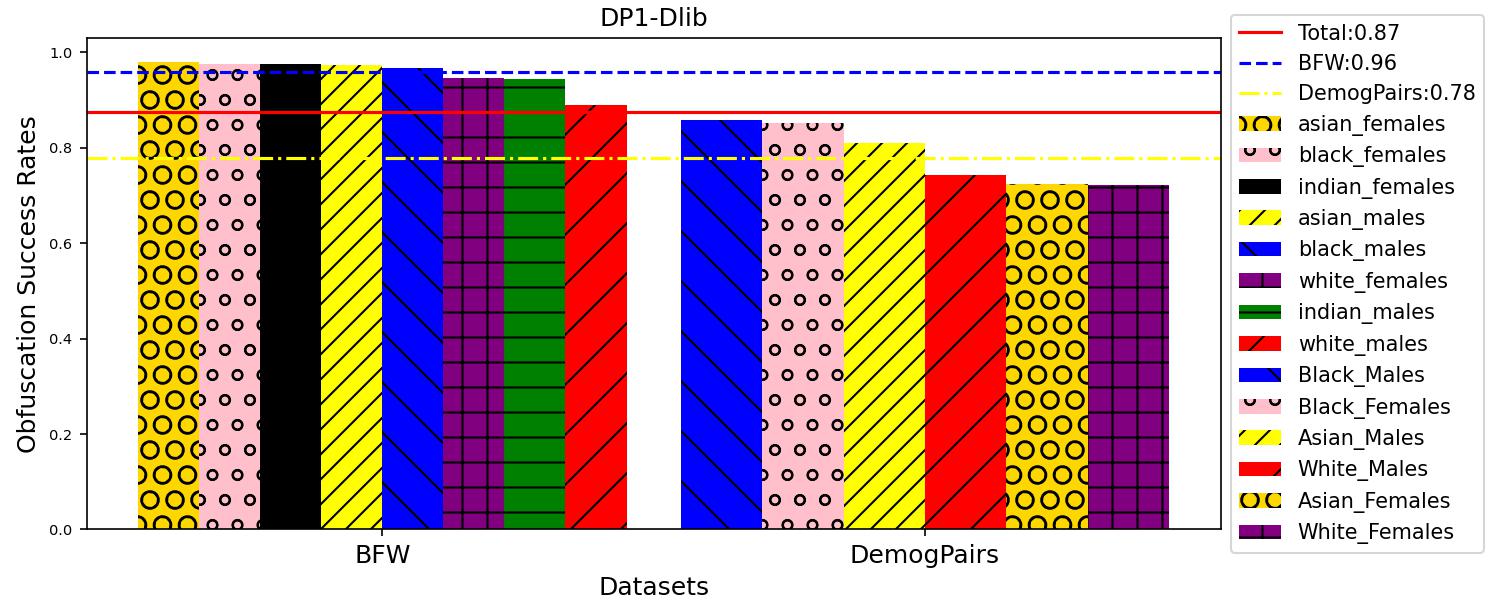 DP1-Dlib
Obfuscation Success Rates
1.0
0.8
0.6
0.4
0.2
0.0
BFW
DemogPairs
Datasets
Total:0.87
BFW:0.96
DemogPairs:0.78
asian_females
black_females
indian_females
asian_males
black_males
white_females
indian_males
white_males
Black_Males
Black_Females
Asian_Males
White_Males
Asian_Females
White_Females